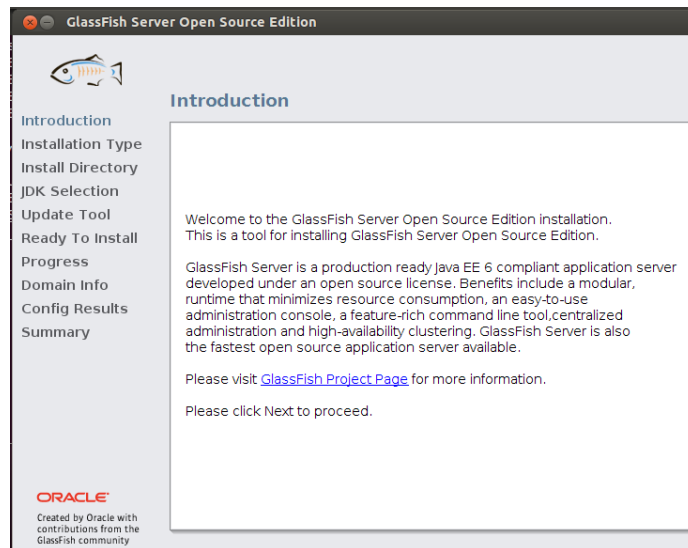 GlassFish Server Open Source Edition
Introduction
Introduction
Installation Type
Install Directory
JDK Selection
Update Tool
Ready To Install
Progress
Domain Info
Config Results
Summary
Welcome to the GlassFish Server Open Source Edition installation.
This is a tool for installing GlassFish Server Open Source Edition.
GlassFish Server is a production ready Java EE 6 compliant application server
developed under an open source license. Benefits include a modular,
runtime that minimizes resource consumption, an easy-to-use
administration console, a feature-rich command line tool,centralized
administration and high-availability clustering. GlassFish Server is also
the fastest open source application server available.
Please visit GlassFish Project Page for more information.
Please click Next to proceed.
ORACLE
Created by Oracle with
contributions from the
GlassFish community